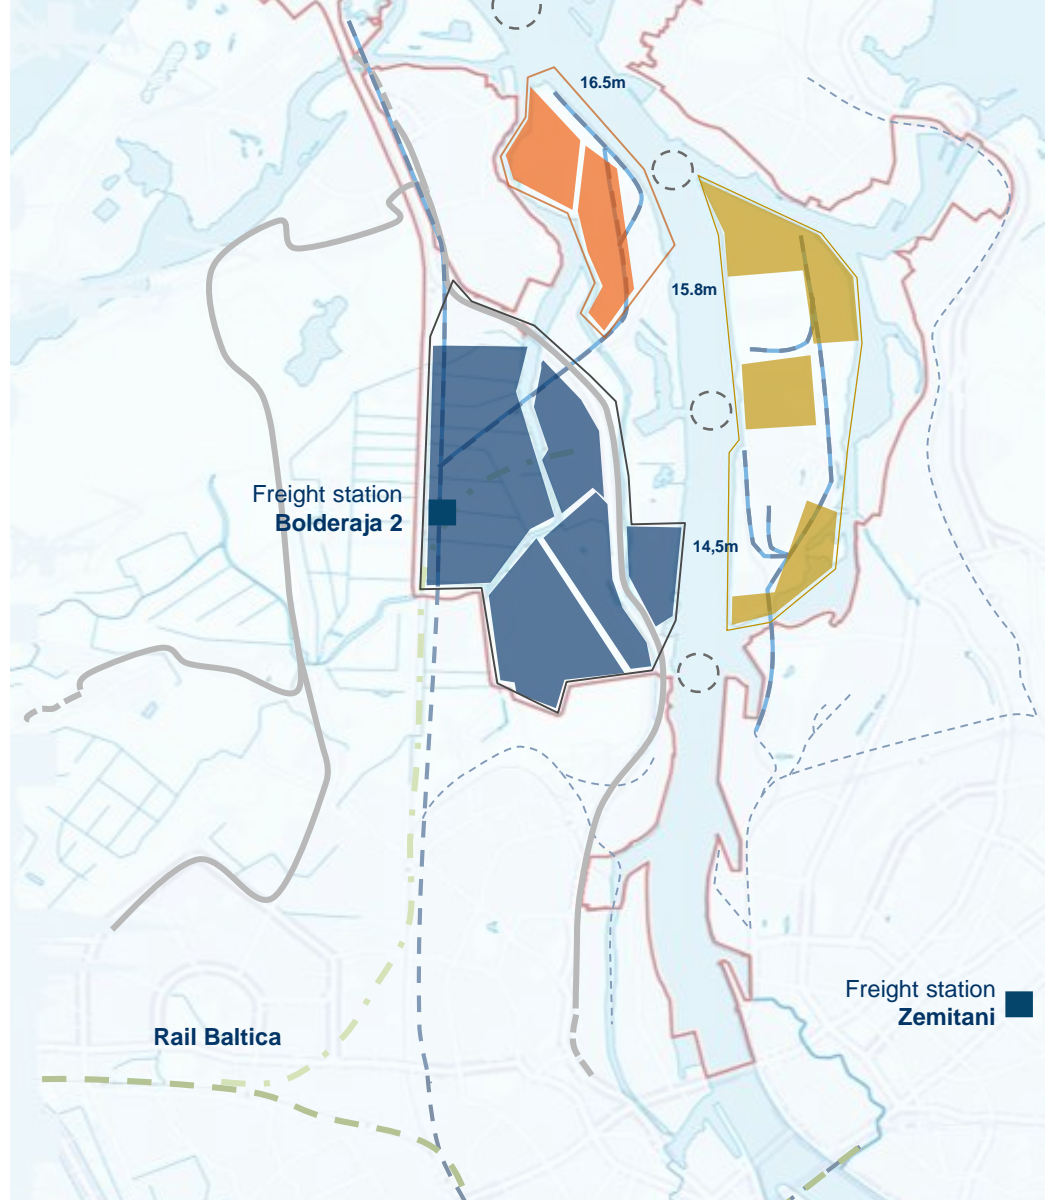 16.5m
15.8m
Freight station
Bolderaja 2
14,5m
Freight station
Zemitani
Rail Baltica